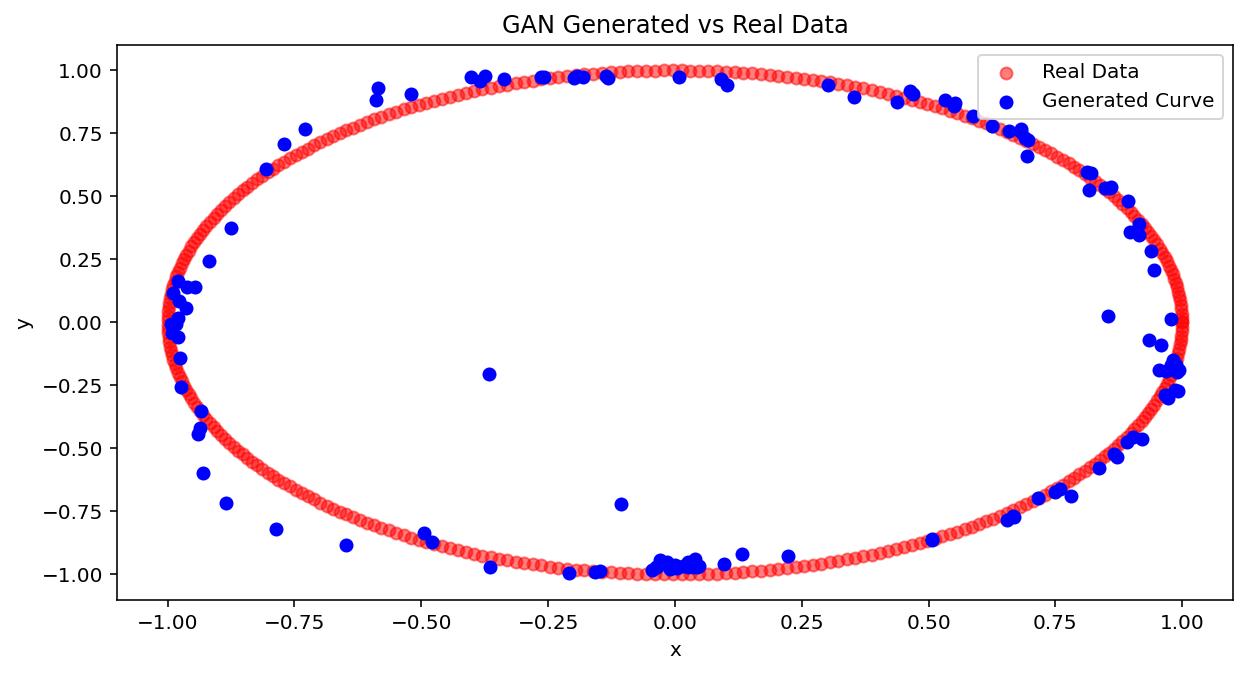 GAN Generated vs Real Data
Real Data
Generated Curve
1.00
0.75
0.50
0.25
0.00
−0.25
−0.50
−0.75
−1.00
y
−1.00 −0.75 −0.50 −0.25 0.00 0.25 0.50 0.75 1.00
x